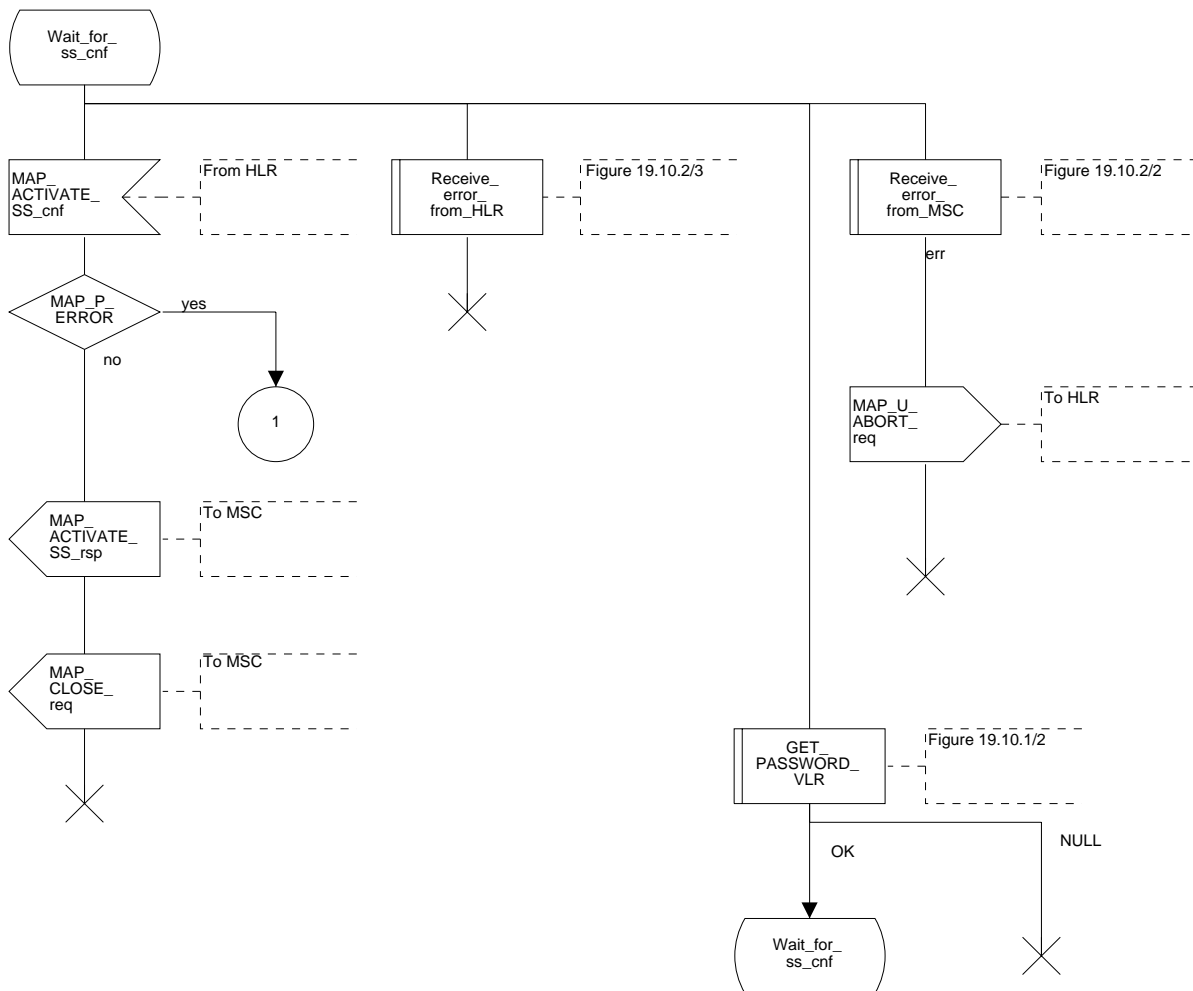 Wait_for_
ss_cnf
MAP_
ACTIVATE_
SS_cnf
From HLR
Receive_
error_
from_HLR
Figure 19.10.2/3
Receive_
error_
from_MSC
Figure 19.10.2/2
err
MAP_P_
ERROR
yes
no
1
MAP_U_
ABORT_
req
To HLR
MAP_
ACTIVATE_
SS_rsp
To MSC
MAP_
CLOSE_
req
To MSC
GET_
PASSWORD_
VLR
Figure 19.10.1/2
OK
NULL
Wait_for_
ss_cnf